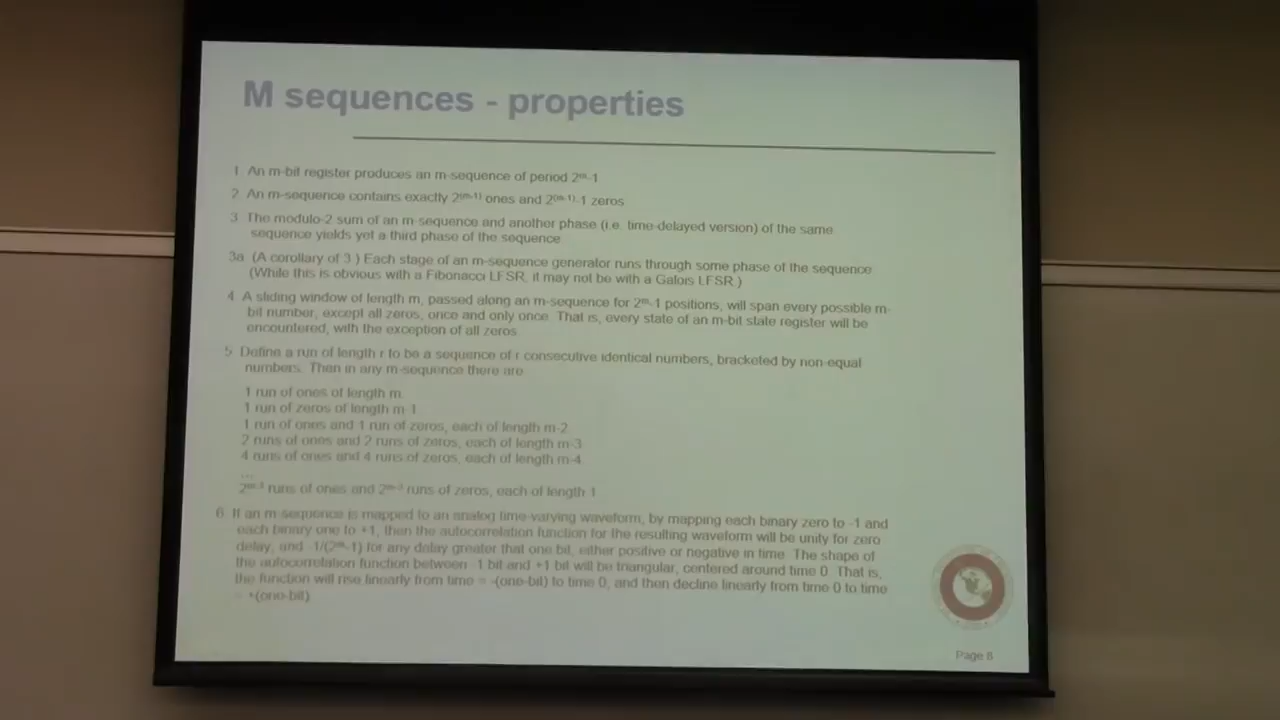 M sequences - properties
1. An m-bit register produces an m-sequence of period 2ᵐ-1
2. An m-sequence contains exactly 2⁽ᵐ⁻¹⁾ ones and 2⁽ᵐ⁻¹⁾-1 zeros
3. The modulo-2 sum of an m-sequence and another phase (i.e. time-delayed version) of the same
sequence yields yet a third phase of the sequence
3a. (A corollary of 3.) Each stage of an m-sequence generator runs through some phase of the sequence
(While this is obvious with a Fibonacci LFSR, it may not be with a Galois LFSR.)
4. A sliding window of length m, passed along an m-sequence for 2ᵐ-1 positions, will span every possible m-
bit number, except all zeros, once and only once. That is, every state of an m-bit state register will be
encountered, with the exception of all zeros.
5. Define a run of length r to be a sequence of r consecutive identical numbers, bracketed by non-equal
numbers. Then in any m-sequence there are
1 run of ones of length m.
1 run of zeros of length m-1.
1 run of ones and 1 run of zeros, each of length m-2.
2 runs of ones and 2 runs of zeros, each of length m-3.
4 runs of ones and 4 runs of zeros, each of length m-4.
...
runs of ones and runs of zeros, each of length 1
6. If an m-sequence is mapped to an analog time-varying waveform, by mapping each binary zero to -1 and
each binary one to +1, then the autocorrelation function for the resulting waveform will be unity for zero
delay, and -1/(2ᵐ-1) for any delay greater that one bit, either positive or negative in time. The shape of
the autocorrelation function between -1 bit and +1 bit will be triangular, centered around time 0. That is,
the function will rise linearly from time = -(one-bit) to time 0, and then decline linearly from time 0 to time
= +(one-bit).
Page 8